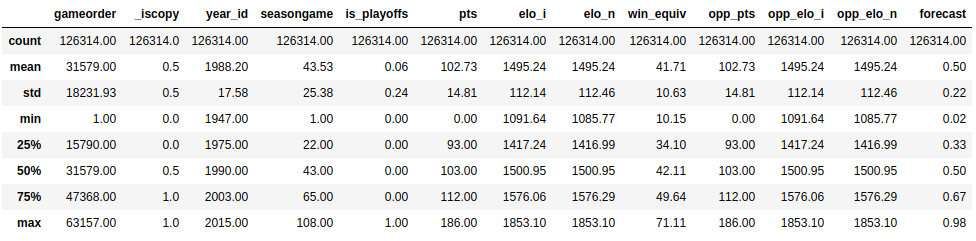 gameorder _iscopy year_id seasongame is_playoffs pts elo_i elo_n win_equiv opp_pts opp_elo_i opp_elo_n forecast
count 126314.00 126314.0 126314.00 126314.00 126314.00 126314.00 126314.00 126314.00 126314.00 126314.00 126314.00 126314.00 126314.00
mean 31579.00 0.5 1988.20 43.53 0.06 102.73 1495.24 1495.24 41.71 102.73 1495.24 1495.24 0.50
std 18231.93 0.5 17.58 25.38 0.24 14.81 112.14 112.46 10.63 14.81 112.14 112.46 0.22
min 1.00 0.0 1947.00 1.00 0.00 0.00 1091.64 1085.77 10.15 0.00 1091.64 1085.77 0.02
25% 15790.00 0.0 1975.00 22.00 0.00 93.00 1417.24 1416.99 34.10 93.00 1417.24 1416.99 0.33
50% 31579.00 0.5 1990.00 43.00 0.00 103.00 1500.95 1500.95 42.11 103.00 1500.95 1500.95 0.50
75% 47368.00 1.0 2003.00 65.00 0.00 112.00 1576.06 1576.29 49.64 112.00 1576.06 1576.29 0.67
max 63157.00 1.0 2015.00 108.00 1.00 186.00 1853.10 1853.10 71.11 186.00 1853.10 1853.10 0.98